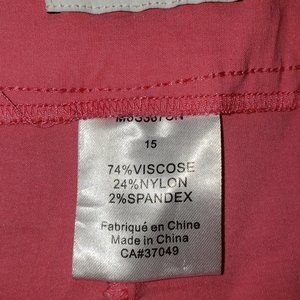 15
74%VISCOSE
24%NYLON
2%SPANDEX
Fabriqué en Chine
Made in China
CA#37049